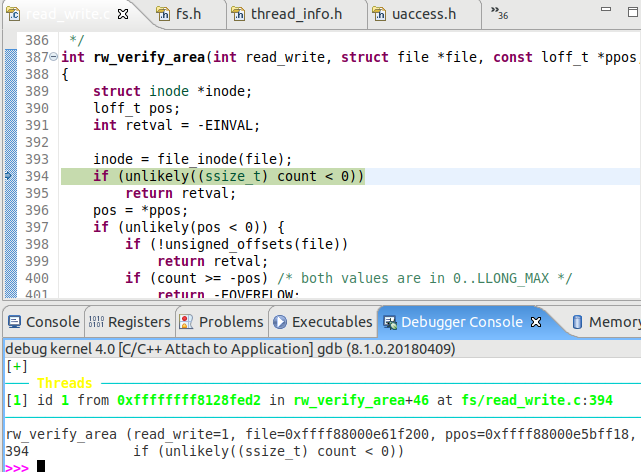 read_write.c fs.h thread_info.h uaccess.h »36
386 */
387 int rw_verify_area(int read_write, struct file *file, const loff_t *ppos,
388 {
389 struct inode *inode;
390 loff_t pos;
391 int retval = -EINVAL;
392
393 inode = file_inode(file);
394 if (unlikely((ssize_t) count < 0))
395 return retval;
396 pos = *ppos;
397 if (unlikely(pos < 0)) {
398 if (!unsigned_offsets(file))
399 return retval;
400 if (count >= -pos) /* both values are in 0..LLONG_MAX */
401 return -EOVERFLOW;
Console Registers Problems Executables Debugger Console Memory
debug kernel 4.0 [C/C++ Attach to Application] gdb (8.1.0.20180409)
[+]
Threads
[1] id 1 from 0xffffffff8128fed2 in rw_verify_area+46 at fs/read_write.c:394
rw_verify_area (read_write=1, file=0xffff88000e61f200, ppos=0xffff88000e5bff18,
394 if (unlikely((ssize_t) count < 0))
>>>